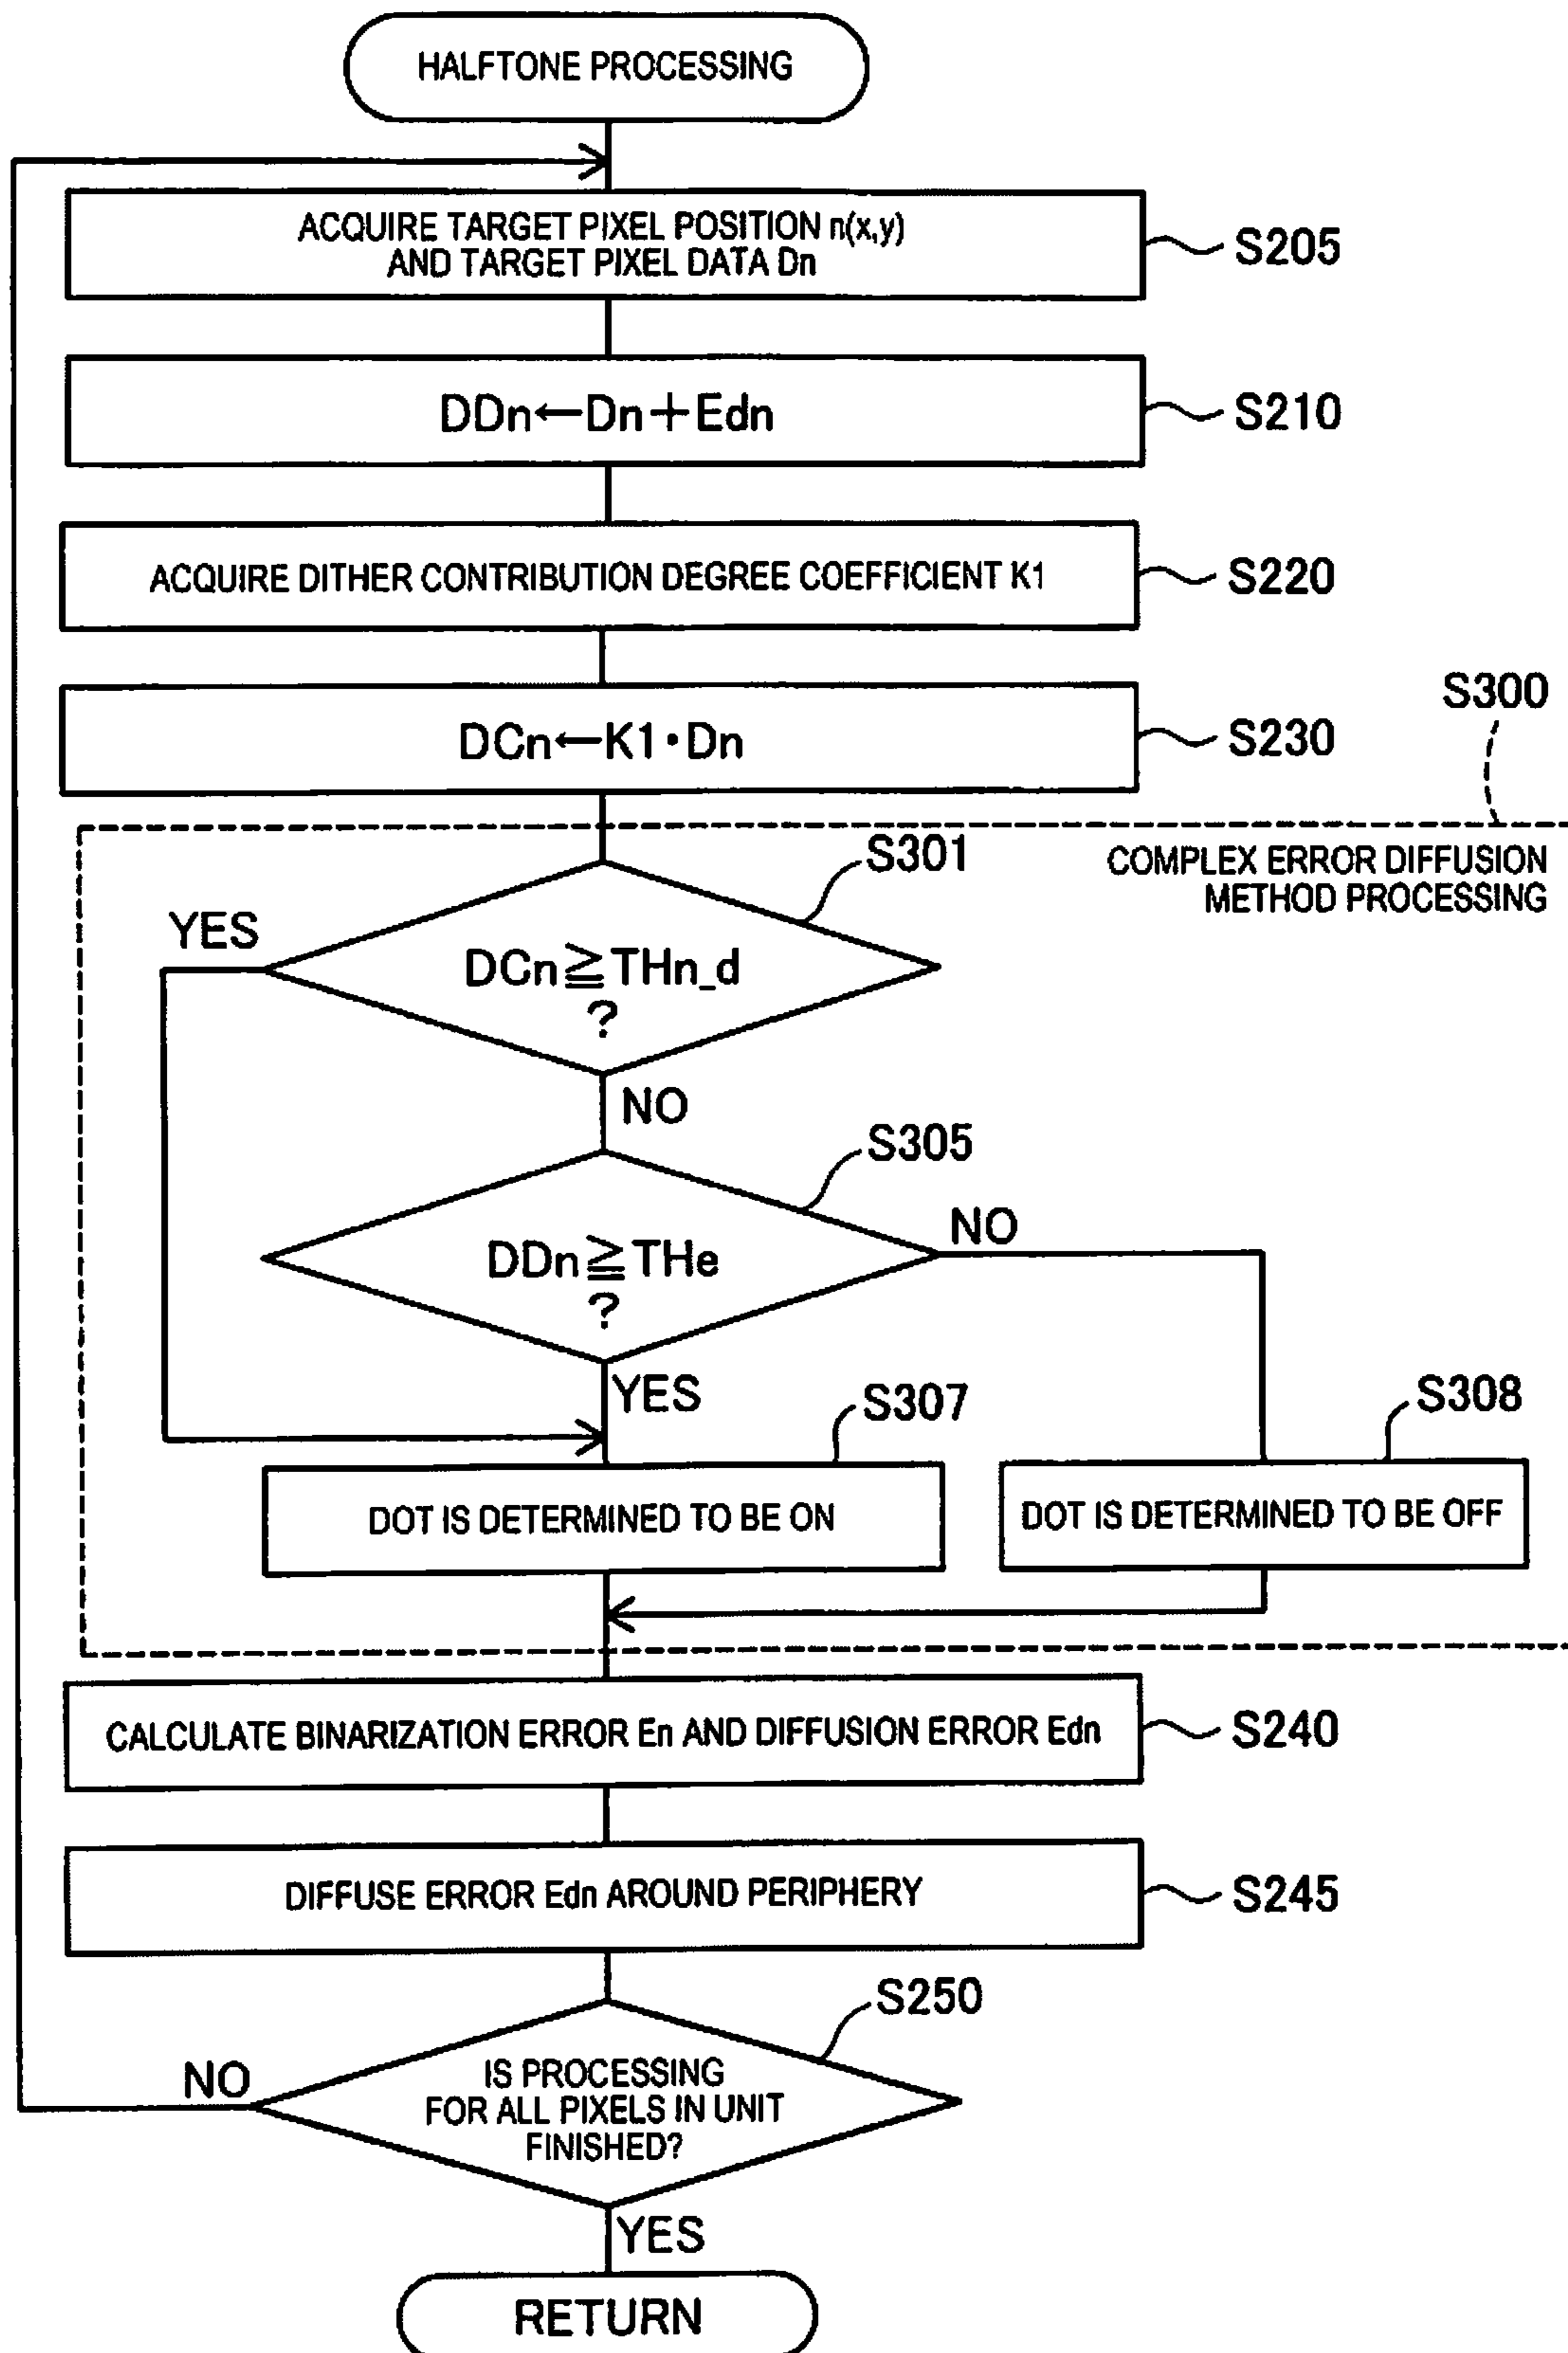 HALFTONE PROCESSING
ACQUIRE TARGET PIXEL POSITION n(x,y)
AND TARGET PIXEL DATA Dn
S205
DDn←Dn+Edn
S210
ACQUIRE DITHER CONTRIBUTION DEGREE COEFFICIENT K1
S220
DCn←K1・Dn
S230
S300
COMPLEX ERROR DIFFUSION
METHOD PROCESSING
S301
YES
DCn≧THn_d
?
NO
S305
DDn≧THe
?
NO
YES
S307
S308
DOT IS DETERMINED TO BE ON
DOT IS DETERMINED TO BE OFF
CALCULATE BINARIZATION ERROR En AND DIFFUSION ERROR Edn
S240
DIFFUSE ERROR Edn AROUND PERIPHERY
S245
S250
NO
IS PROCESSING
FOR ALL PIXELS IN UNIT
FINISHED?
YES
RETURN